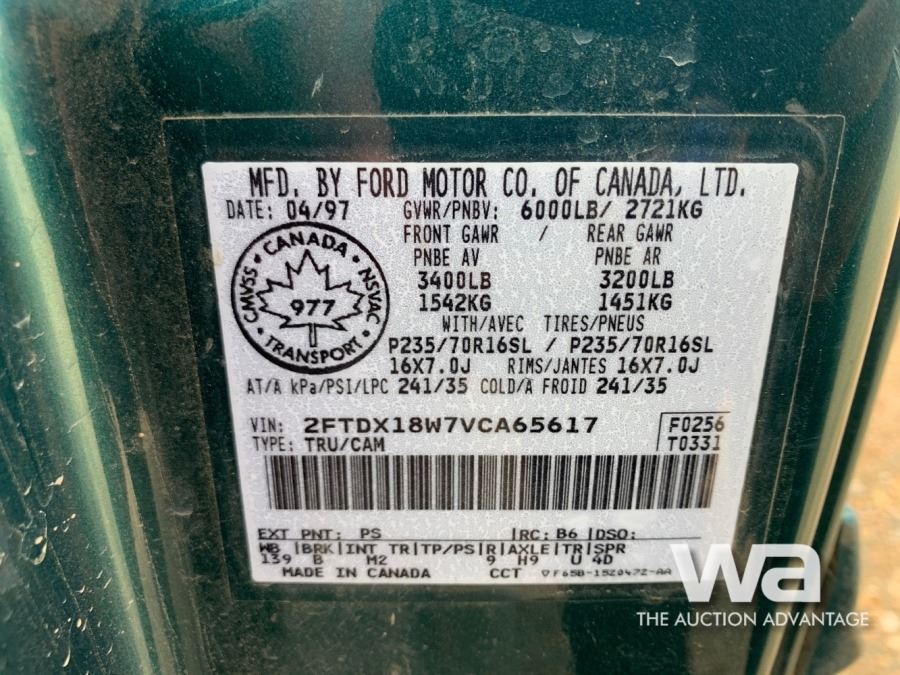 MFD. BY FORD MOTOR CO. OF CANADA, LTD.
DATE: 04/97 GVWR/PNBV: 6000LB/ 2721KG
FRONT GAWR / REAR GAWR
PNBE AV PNBE AR
3400LB 3200LB
1542KG 1451KG
WITH/AVEC TIRES/PNEUS
P235/70R16SL / P235/70R16SL
16X7.0J RIMS/JANTES 16X7.0J
AT/A kPa/PSI/LPC 241/35 COLD/A FROID 241/35
CANADA
CMVSS NSVAC
977
TRANSPORT
VIN: 2FTDX18W7VCA65617 F0256
TYPE: TRU/CAM T0331
EXT PNT: PS |RC: B6 |DSO:
WB |BRK|INT TR|TP/PS|R|AXLE|TR|SPR
139 B M2 9 H9 U 4D
MADE IN CANADA CCT ▽F65B-1520472-AA
wa
THE AUCTION ADVANTAGE